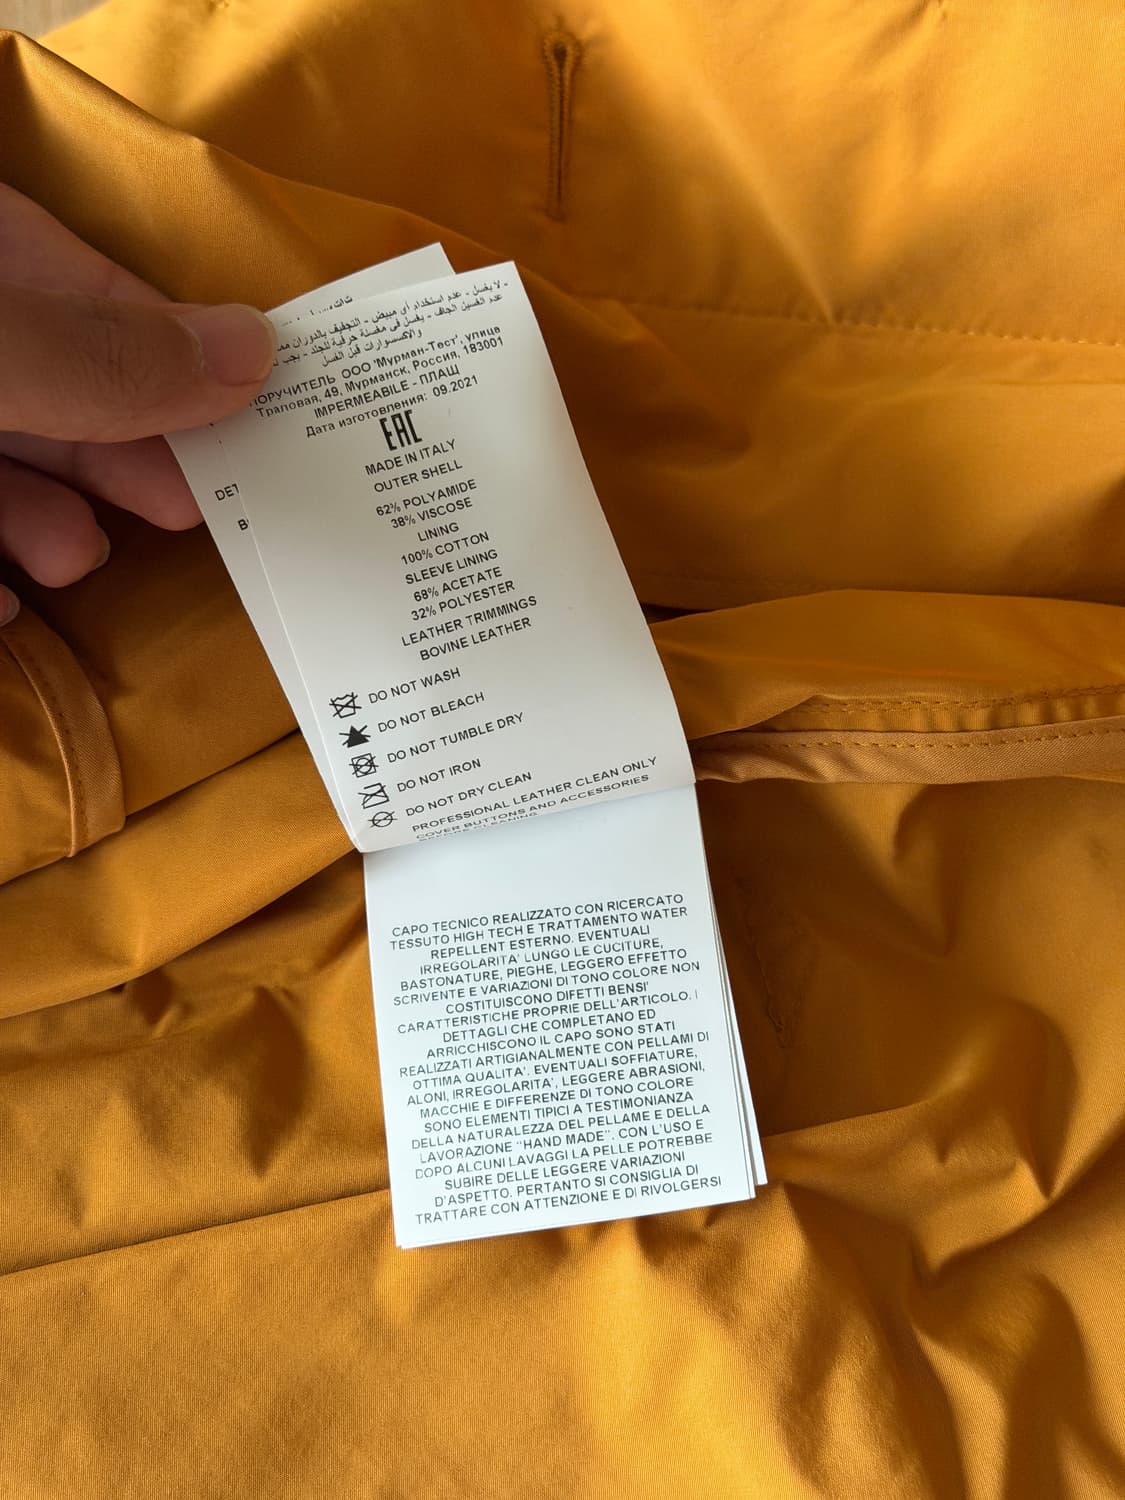 - لا يغسل - عدم استخدام أي مبيض - التجفيف بالدوران
عدم الغسيل الجاف - يغسل في مغسلة حرفية للجلد - يجب
والاكسسوارات قبل الغسل
ПОРУЧИТЕЛЬ ООО 'Мурман-Тест', улица
Траловая, 49, Мурманск, Россия, 183001
IMPERMEABILE - ПЛАЩ
Дата изготовления: 09.2021
EAC
MADE IN ITALY
OUTER SHELL
62% POLYAMIDE
38% VISCOSE
LINING
100% COTTON
SLEEVE LINING
68% ACETATE
32% POLYESTER
LEATHER TRIMMINGS
BOVINE LEATHER
DO NOT WASH
DO NOT BLEACH
DO NOT TUMBLE DRY
DO NOT IRON
DO NOT DRY CLEAN
PROFESSIONAL LEATHER CLEAN ONLY
COVER BUTTONS AND ACCESSORIES
BEFORE CLEANING
CAPO TECNICO REALIZZATO CON RICERCATO
TESSUTO HIGH TECH E TRATTAMENTO WATER
REPELLENT ESTERNO. EVENTUALI
IRREGOLARITA' LUNGO LE CUCITURE,
BASTONATURE, PIEGHE, LEGGERO EFFETTO
SCRIVENTE E VARIAZIONI DI TONO COLORE NON
COSTITUISCONO DIFETTI BENSI'
CARATTERISTICHE PROPRIE DELL'ARTICOLO. I
DETTAGLI CHE COMPLETANO ED
ARRICCHISCONO IL CAPO SONO STATI
REALIZZATI ARTIGIANALMENTE CON PELLAMI DI
OTTIMA QUALITA'. EVENTUALI SOFFIATURE,
ALONI, IRREGOLARITA', LEGGERE ABRASIONI,
MACCHIE E DIFFERENZE DI TONO COLORE
SONO ELEMENTI TIPICI A TESTIMONIANZA
DELLA NATURALEZZA DEL PELLAME E DELLA
LAVORAZIONE "HAND MADE". CON L'USO E
DOPO ALCUNI LAVAGGI LA PELLE POTREBBE
SUBIRE DELLE LEGGERE VARIAZIONI
D'ASPETTO. PERTANTO SI CONSIGLIA DI
TRATTARE CON ATTENZIONE E DI RIVOLGERSI